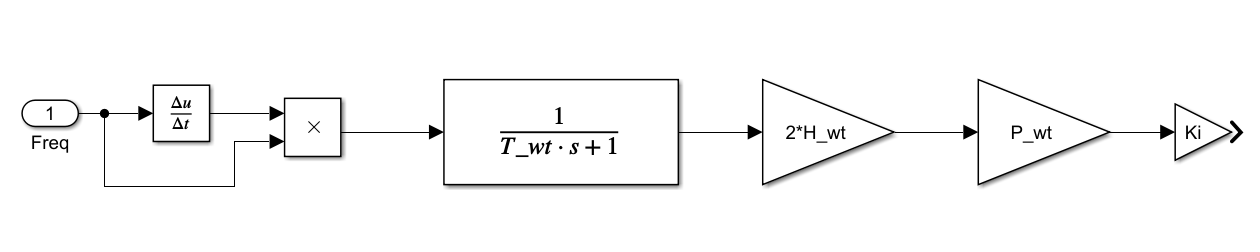 1
Freq
Δu
Δt
×
1
T_wt · s + 1
2*H_wt
P_wt
Ki